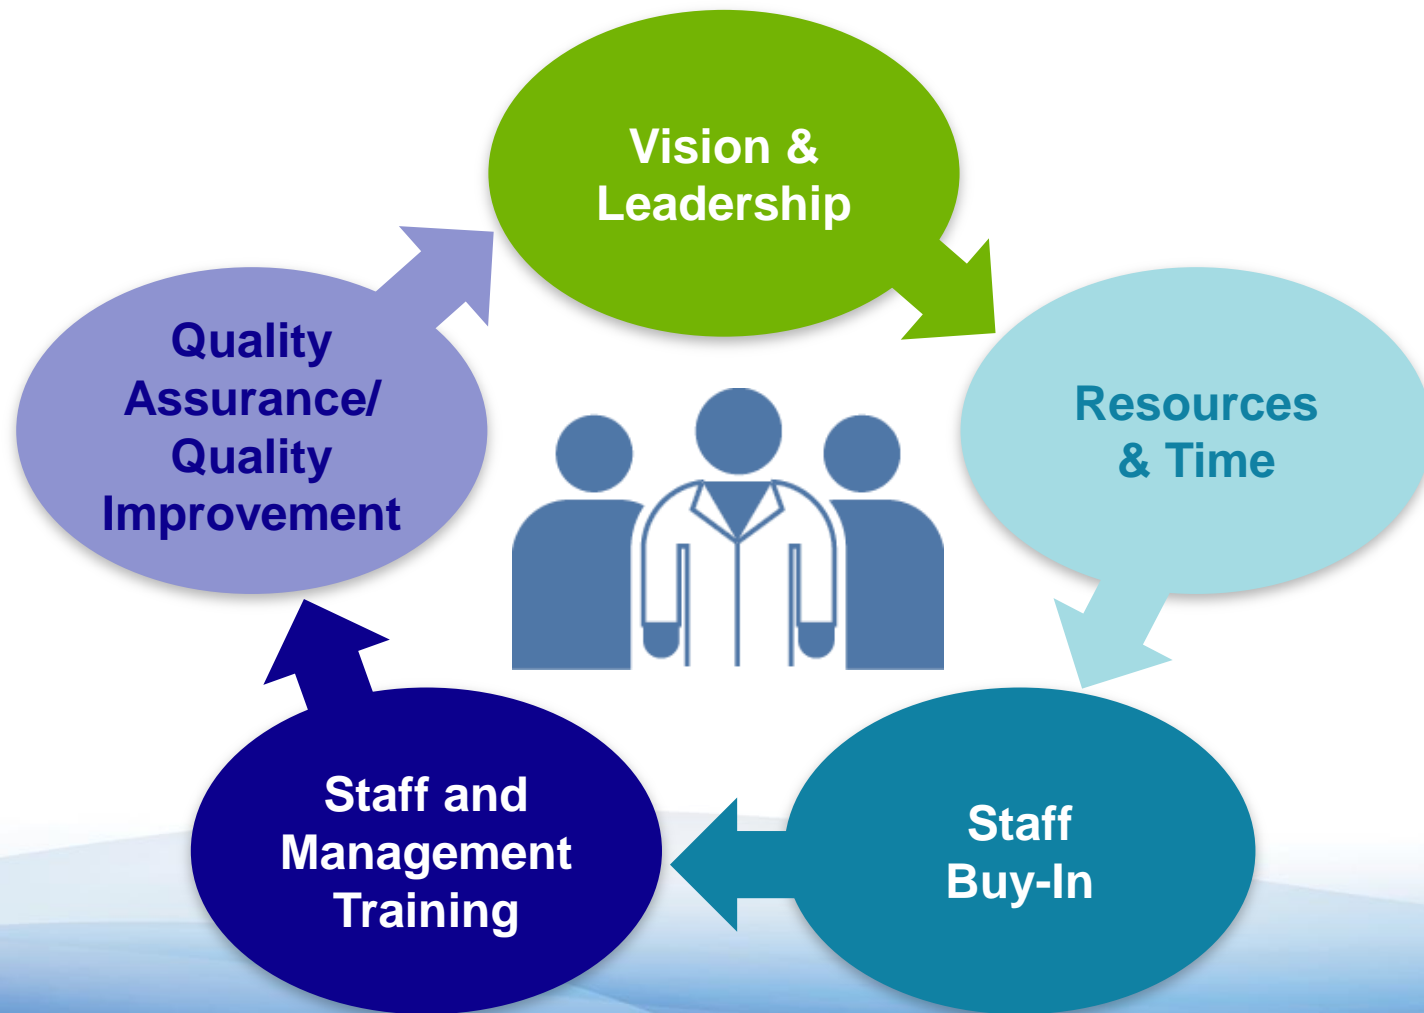 Vision &
Leadership
Resources
& Time
Staff
Buy-In
Staff and
Management
Training
Quality
Assurance/
Quality
Improvement